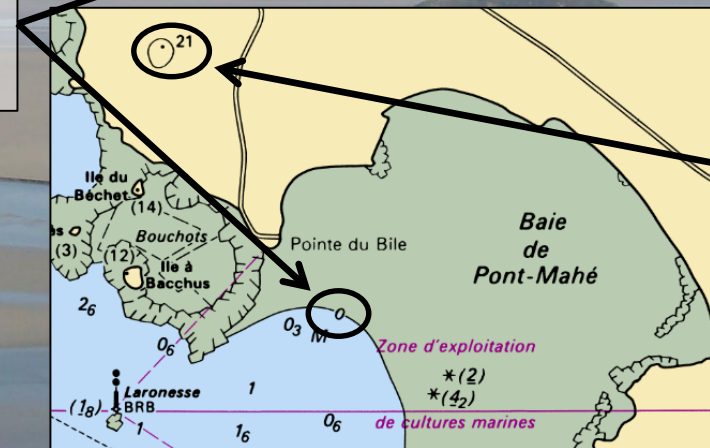 21
Ile du
Béchet
(14)
ès
(3)
Bouchots
(12)
Ile à
Bacchus
Pointe du Bile
Baie
de
Pont-Mahé
2₆
0₃
M
0
0₆
Zone d'exploitation
(2)
(4₂)
Laronesse
BRB
(1₈)
1
1
1₆
0₆
de cultures marines